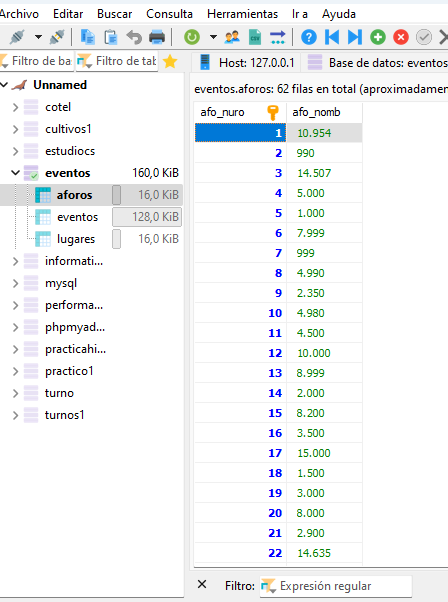 Archivo Editar Buscar Consulta Herramientas Ir a Ayuda
Filtro de ba Filtro de tab Host: 127.0.0.1 Base de datos: eventos
Unnamed
cotel
cultivos1
estudiocs
eventos 160,0 KiB
aforos 16,0 KiB
eventos 128,0 KiB
lugares 16,0 KiB
informati...
mysql
performa...
phpmyad...
practicahi...
practico1
turno
turnos1
eventos.aforos: 62 filas en total (aproximadamen
afo_nuro afo_nomb
1 10.954
2 990
3 14.507
4 5.000
5 1.000
6 7.999
7 999
8 4.990
9 2.350
10 4.980
11 4.500
12 10.000
13 8.999
14 2.000
15 8.200
16 3.500
17 15.000
18 1.500
19 3.000
20 8.000
21 2.900
22 14.635
Filtro: Expresión regular